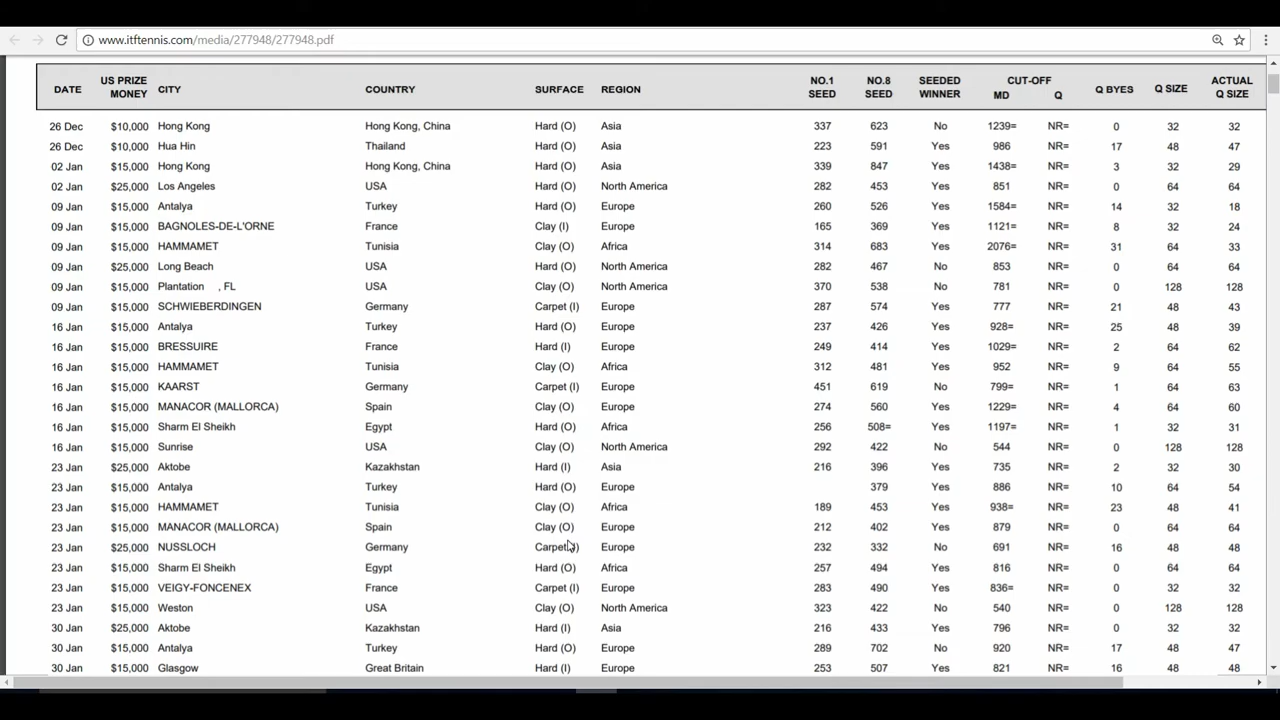 www.itftennis.com/media/277948/277948.pdf
DATE US PRIZE MONEY CITY COUNTRY SURFACE REGION NO.1 SEED NO.8 SEED SEEDED WINNER CUT-OFF MD Q Q BYES Q SIZE ACTUAL Q SIZE
26 Dec $10,000 Hong Kong Hong Kong, China Hard (O) Asia 337 623 No 1239= NR= 0 32 32
26 Dec $10,000 Hua Hin Thailand Hard (O) Asia 223 591 Yes 986 NR= 17 48 47
02 Jan $15,000 Hong Kong Hong Kong, China Hard (O) Asia 339 847 Yes 1438= NR= 3 32 29
02 Jan $25,000 Los Angeles USA Hard (O) North America 282 453 Yes 851 NR= 0 64 64
09 Jan $15,000 Antalya Turkey Hard (O) Europe 260 526 Yes 1584= NR= 14 32 18
09 Jan $15,000 BAGNOLES-DE-L'ORNE France Clay (I) Europe 165 369 Yes 1121= NR= 8 32 24
09 Jan $15,000 HAMMAMET Tunisia Clay (O) Africa 314 683 Yes 2076= NR= 31 64 33
09 Jan $25,000 Long Beach USA Hard (O) North America 282 467 No 853 NR= 0 64 64
09 Jan $15,000 Plantation , FL USA Clay (O) North America 370 538 No 781 NR= 0 128 128
09 Jan $15,000 SCHWIEBERDINGEN Germany Carpet (I) Europe 287 574 Yes 777 NR= 21 48 43
16 Jan $15,000 Antalya Turkey Hard (O) Europe 237 426 Yes 928= NR= 25 48 39
16 Jan $15,000 BRESSUIRE France Hard (I) Europe 249 414 Yes 1029= NR= 2 64 62
16 Jan $15,000 HAMMAMET Tunisia Clay (O) Africa 312 481 Yes 952 NR= 9 64 55
16 Jan $15,000 KAARST Germany Carpet (I) Europe 451 619 No 799= NR= 1 64 63
16 Jan $15,000 MANACOR (MALLORCA) Spain Clay (O) Europe 274 560 Yes 1229= NR= 4 64 60
16 Jan $15,000 Sharm El Sheikh Egypt Hard (O) Africa 256 508= Yes 1197= NR= 1 32 31
16 Jan $15,000 Sunrise USA Clay (O) North America 292 422 No 544 NR= 0 128 128
23 Jan $25,000 Aktobe Kazakhstan Hard (I) Asia 216 396 Yes 735 NR= 2 32 30
23 Jan $15,000 Antalya Turkey Hard (O) Europe 379 Yes 886 NR= 10 64 54
23 Jan $15,000 HAMMAMET Tunisia Clay (O) Africa 189 453 Yes 938= NR= 23 48 41
23 Jan $15,000 MANACOR (MALLORCA) Spain Clay (O) Europe 212 402 Yes 879 NR= 0 64 64
23 Jan $25,000 NUSSLOCH Germany Carpet (I) Europe 232 332 No 691 NR= 16 48 48
23 Jan $15,000 Sharm El Sheikh Egypt Hard (O) Africa 257 494 Yes 816 NR= 0 64 64
23 Jan $15,000 VEIGY-FONCENEX France Carpet (I) Europe 283 490 Yes 836= NR= 0 32 32
23 Jan $15,000 Weston USA Clay (O) North America 323 422 No 540 NR= 0 128 128
30 Jan $25,000 Aktobe Kazakhstan Hard (I) Asia 216 433 Yes 796 NR= 0 32 32
30 Jan $15,000 Antalya Turkey Hard (O) Europe 289 702 No 920 NR= 17 48 47
30 Jan $15,000 Glasgow Great Britain Hard (I) Europe 253 507 Yes 821 NR= 16 48 48